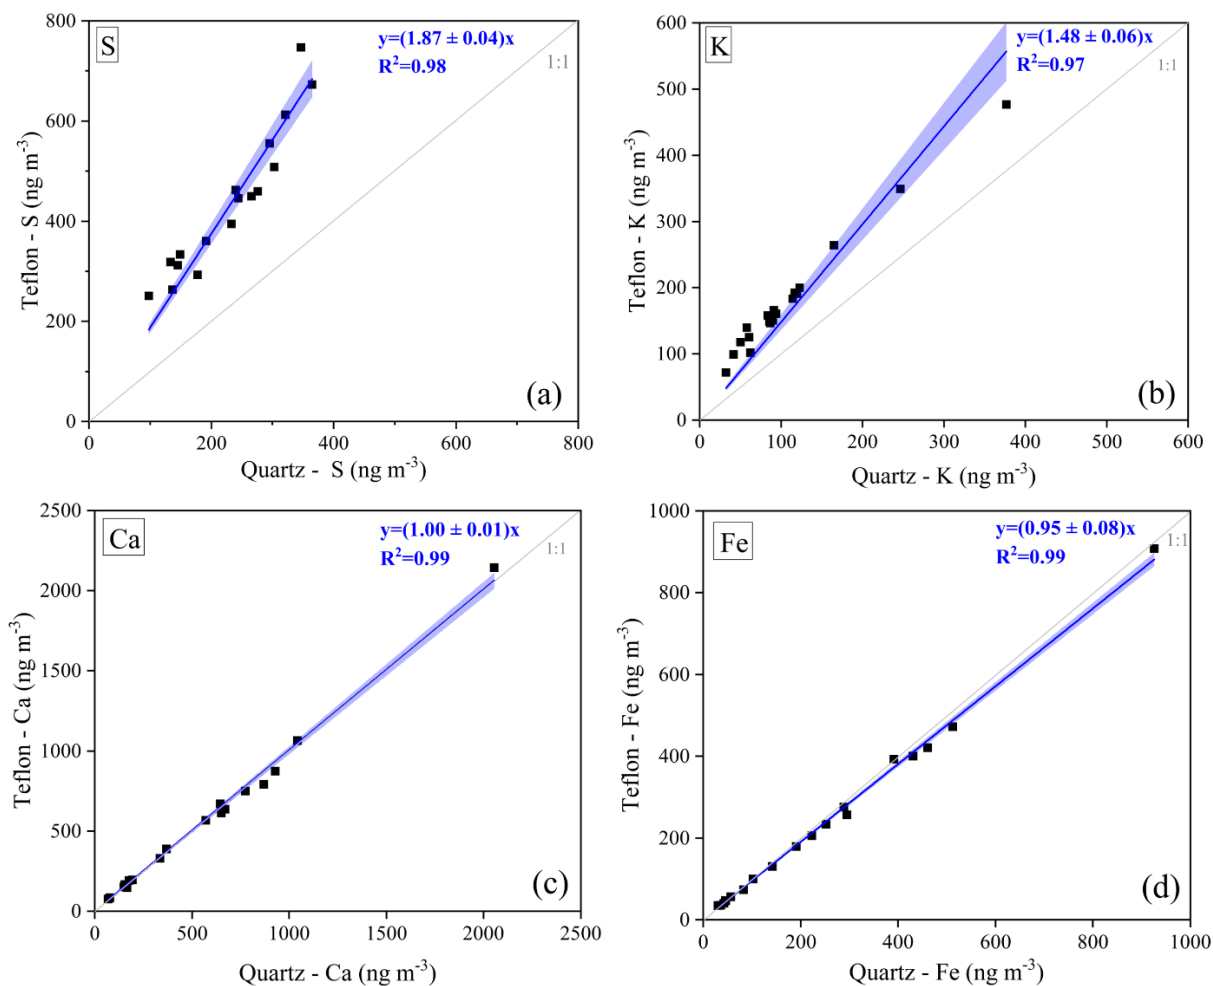 S
y=(1.87 ± 0.04)x
R²=0.98
1:1
800
600
400
200
0
Teflon - S (ng m⁻³)
(a)
0 200 400 600 800
Quartz - S (ng m⁻³)
K
y=(1.48 ± 0.06)x
R²=0.97
1:1
600
500
400
300
200
100
0
Teflon - K (ng m⁻³)
(b)
0 100 200 300 400 500 600
Quartz - K (ng m⁻³)
Ca
y=(1.00 ± 0.01)x
R²=0.99
1:1
2500
2000
1500
1000
500
0
Teflon - Ca (ng m⁻³)
(c)
0 500 1000 1500 2000 2500
Quartz - Ca (ng m⁻³)
Fe
y=(0.95 ± 0.08)x
R²=0.99
1:1
1000
800
600
400
200
0
Teflon - Fe (ng m⁻³)
(d)
0 200 400 600 800 1000
Quartz - Fe (ng m⁻³)